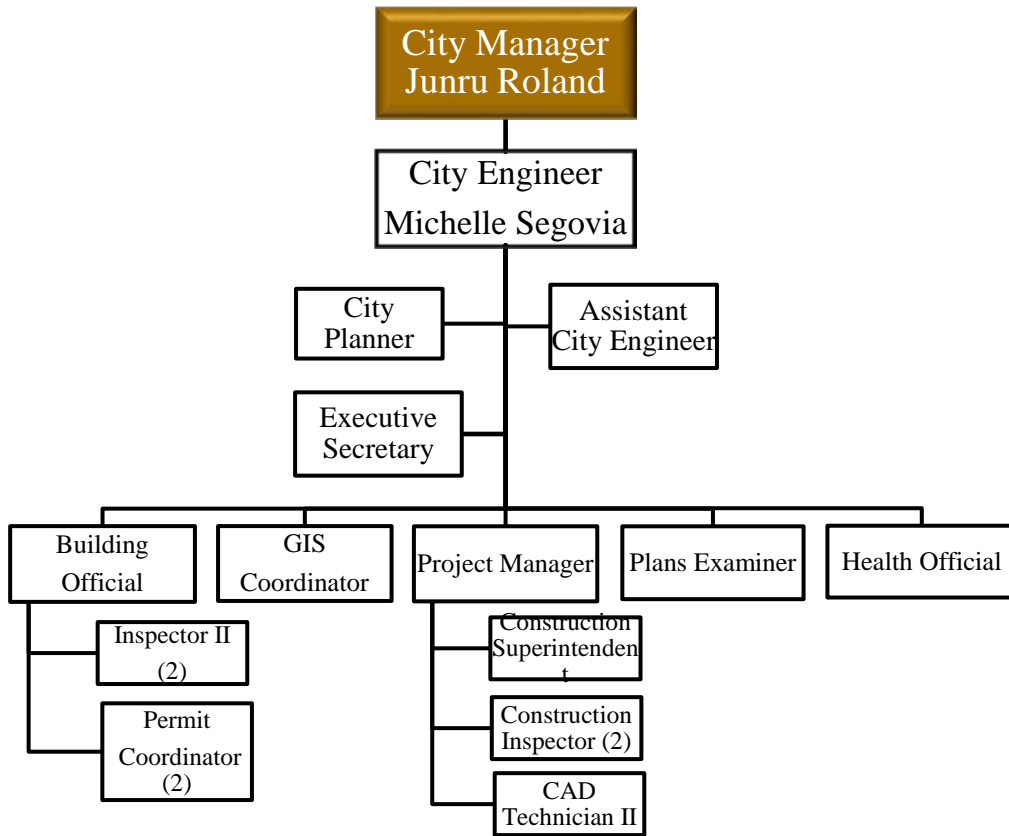 City Manager
Junru Roland
City Engineer
Michelle Segovia
City
Planner
Assistant
City Engineer
Executive
Secretary
Building
Official
GIS
Coordinator
Project Manager
Plans Examiner
Health Official
Inspector II
(2)
Permit
Coordinator
(2)
Construction
Superintenden
t
Construction
Inspector (2)
CAD
Technician II